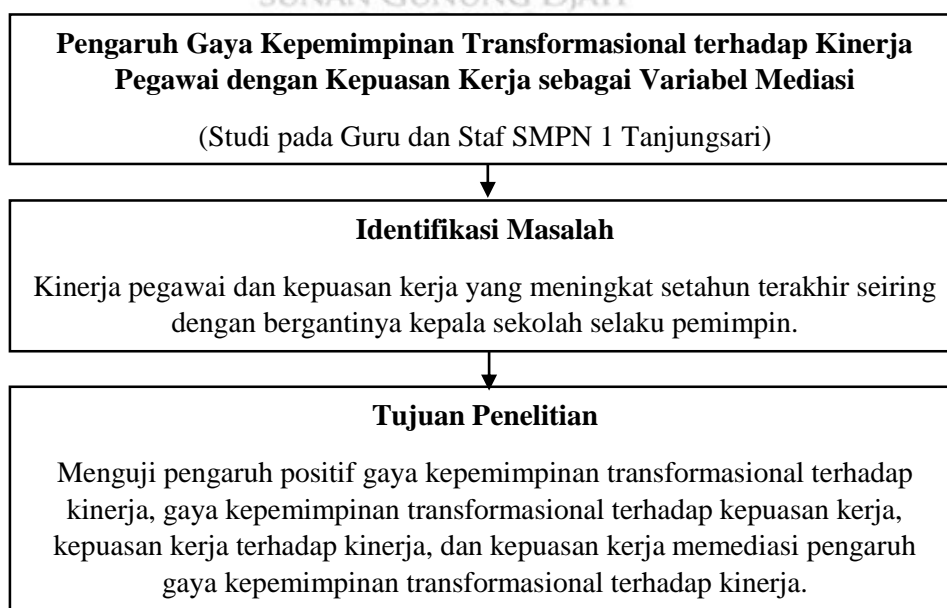 SUNAN GUNUNG DJATI
Pengaruh Gaya Kepemimpinan Transformasional terhadap Kinerja
Pegawai dengan Kepuasan Kerja sebagai Variabel Mediasi
(Studi pada Guru dan Staf SMPN 1 Tanjungsari)
Identifikasi Masalah
Kinerja pegawai dan kepuasan kerja yang meningkat setahun terakhir seiring
dengan bergantinya kepala sekolah selaku pemimpin.
Tujuan Penelitian
Menguji pengaruh positif gaya kepemimpinan transformasional terhadap
kinerja, gaya kepemimpinan transformasional terhadap kepuasan kerja,
kepuasan kerja terhadap kinerja, dan kepuasan kerja memediasi pengaruh
gaya kepemimpinan transformasional terhadap kinerja.